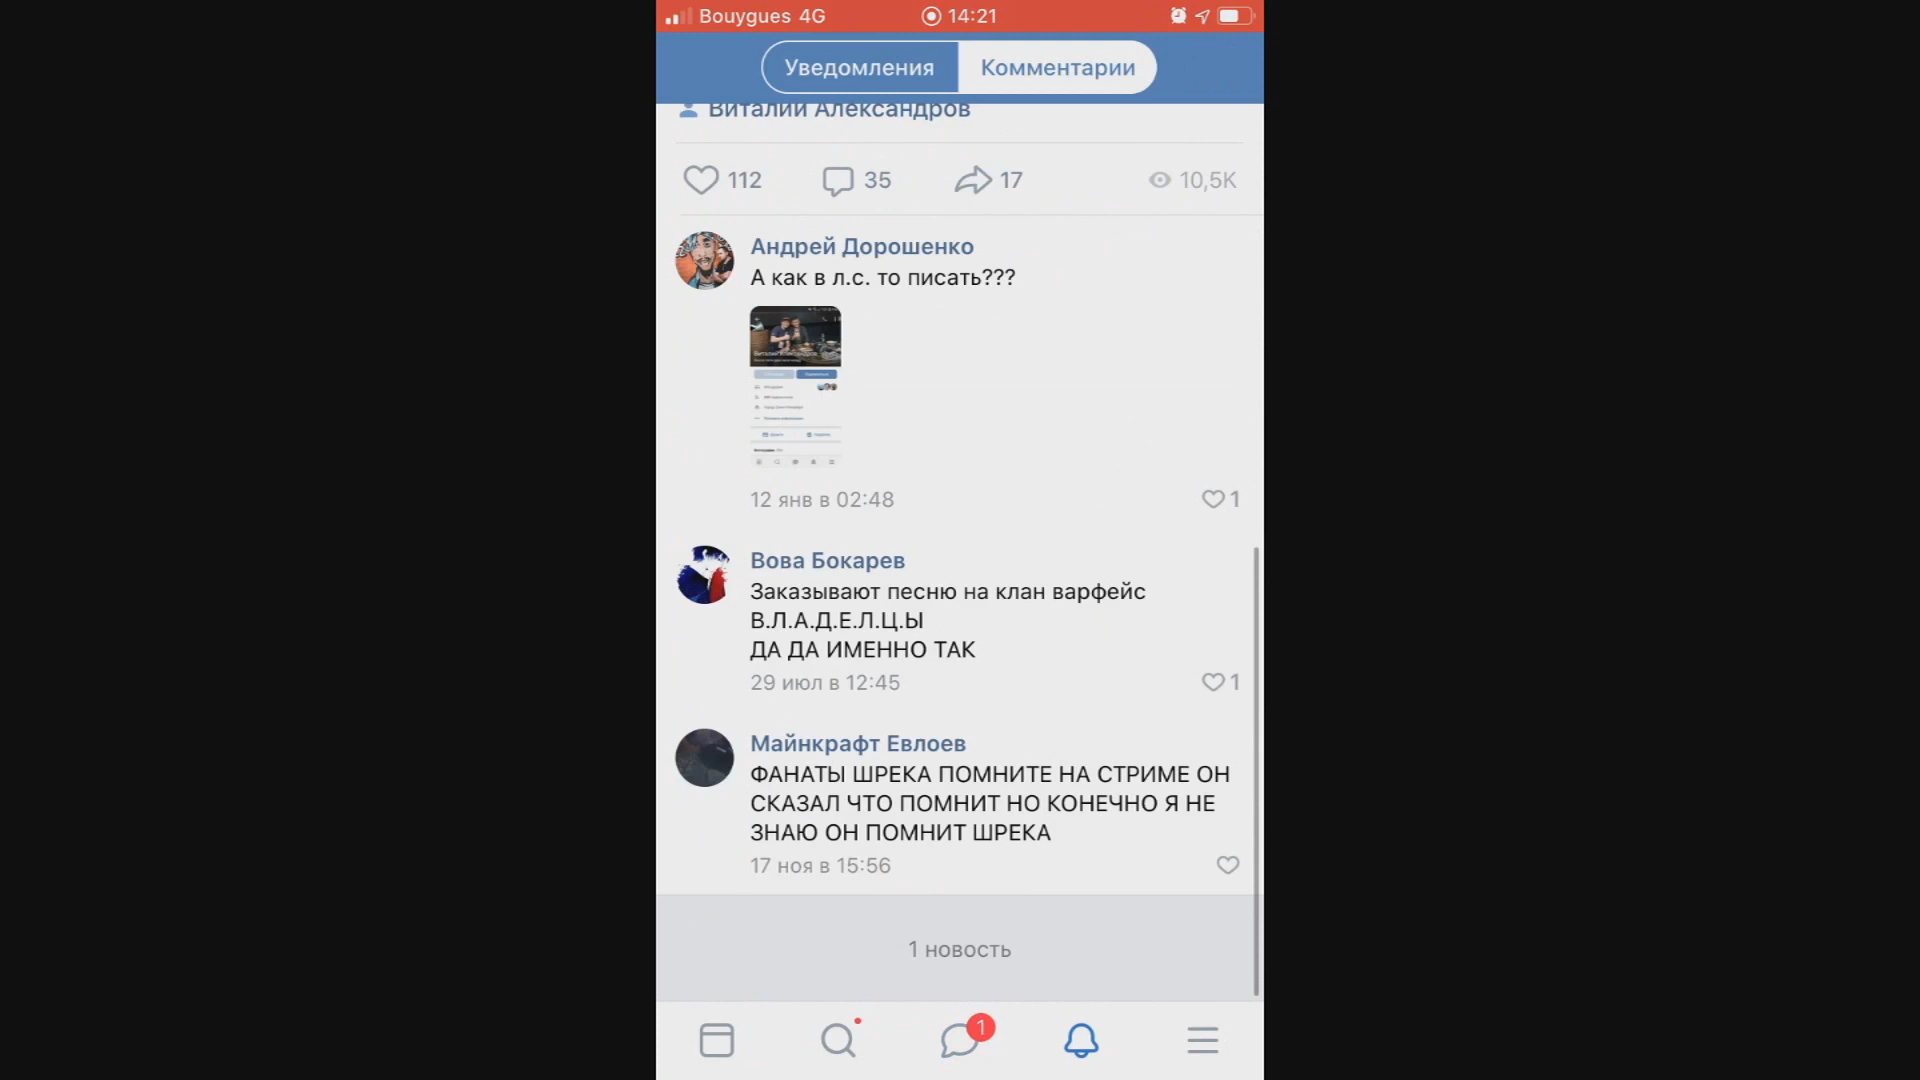 Bouygues 4G 14:21
Уведомления Комментарии
Виталий Александров
112 35 17 10,5K
Андрей Дорошенко
А как в л.с. то писать???
12 янв в 02:48 1
Вова Бокарев
Заказывают песню на клан варфейс
В.Л.А.Д.Е.Л.Ц.Ы
ДА ДА ИМЕННО ТАК
29 июл в 12:45 1
Майнкрафт Евлоев
ФАНАТЫ ШРЕКА ПОМНИТЕ НА СТРИМЕ ОН
СКАЗАЛ ЧТО ПОМНИТ НО КОНЕЧНО Я НЕ
ЗНАЮ ОН ПОМНИТ ШРЕКА
17 ноя в 15:56
1 новость
1